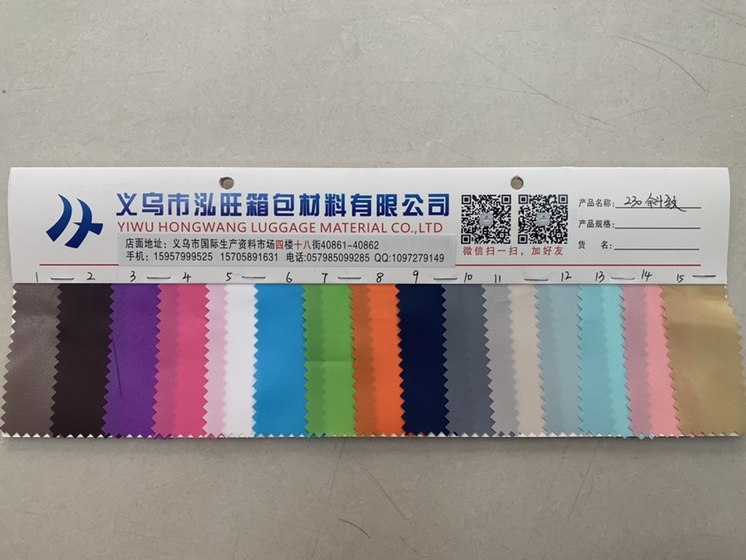 义乌市泓旺箱包材料有限公司
YIWU HONGWANG LUGGAGE MATERIAL CO.,LTD
店面地址：义乌市国际生产资料市场四楼十八街40861-40862
手机：15957999525 15705891631 电话:057985099285 QQ:1097279149
微信扫一扫，加好友
产品名称：230斜纹
产品规格：
货 名：
1 — 2 — 3 — 4 — 5 — 6 — 7 — 8 — 9 — 10 — 11 — 12 — 13 — 14 — 15 —